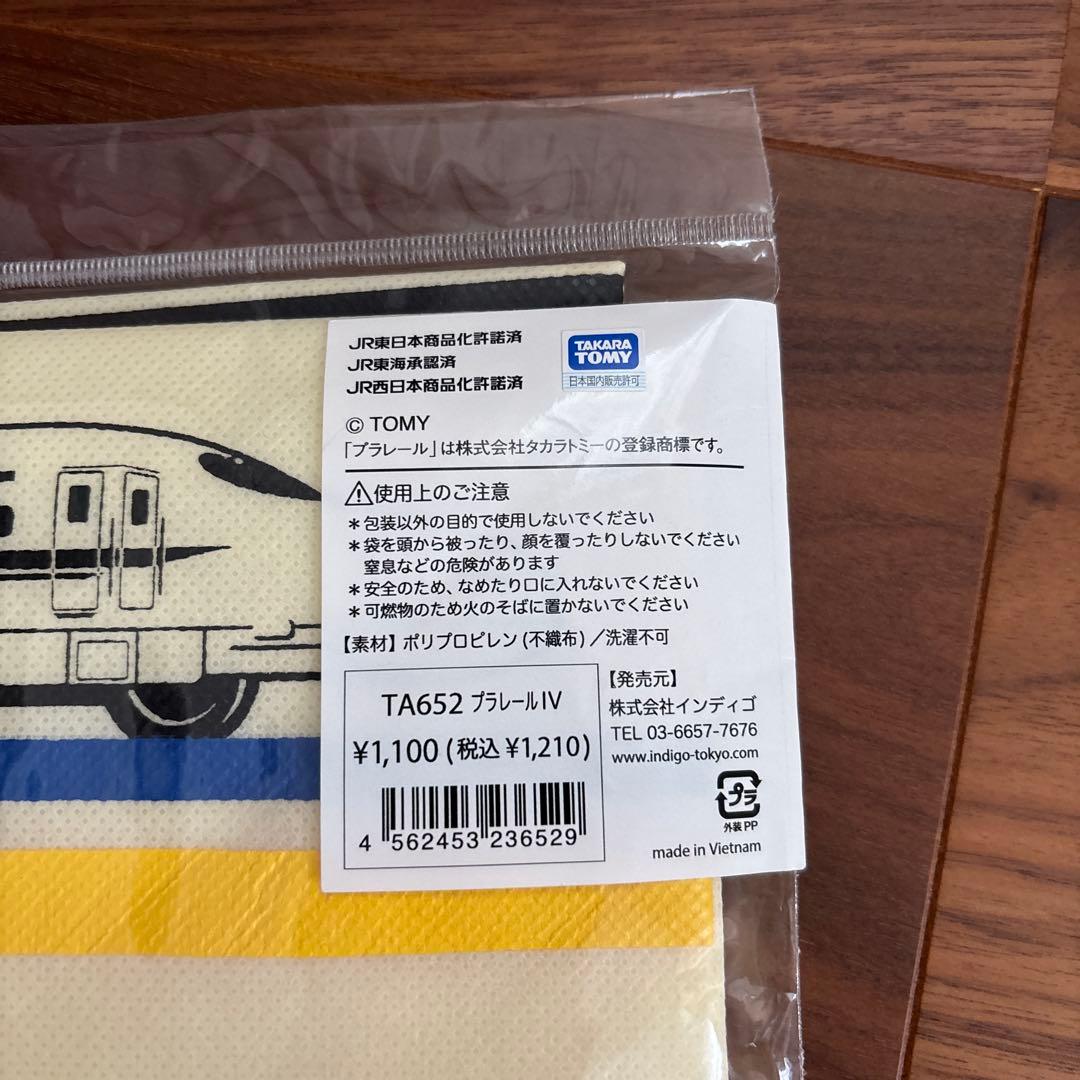 JR東日本商品化許諾済
JR東海承認済
JR西日本商品化許諾済
TAKARA
TOMY
日本国内販売許可
© TOMY
「プラレール」は株式会社タカラトミーの登録商標です。
⚠使用上のご注意
＊包装以外の目的で使用しないでください
＊袋を頭から被ったり、顔を覆ったりしないでください
窒息などの危険があります
＊安全のため、なめたり口に入れないでください
＊可燃物のため火のそばに置かないでください
【素材】ポリプロピレン(不織布)／洗濯不可
TA652 プラレールIV
¥1,100(税込¥1,210)
4 562453 236529
【発売元】
株式会社インディゴ
TEL 03-6657-7676
www.indigo-tokyo.com
プラ
外装PP
made in Vietnam